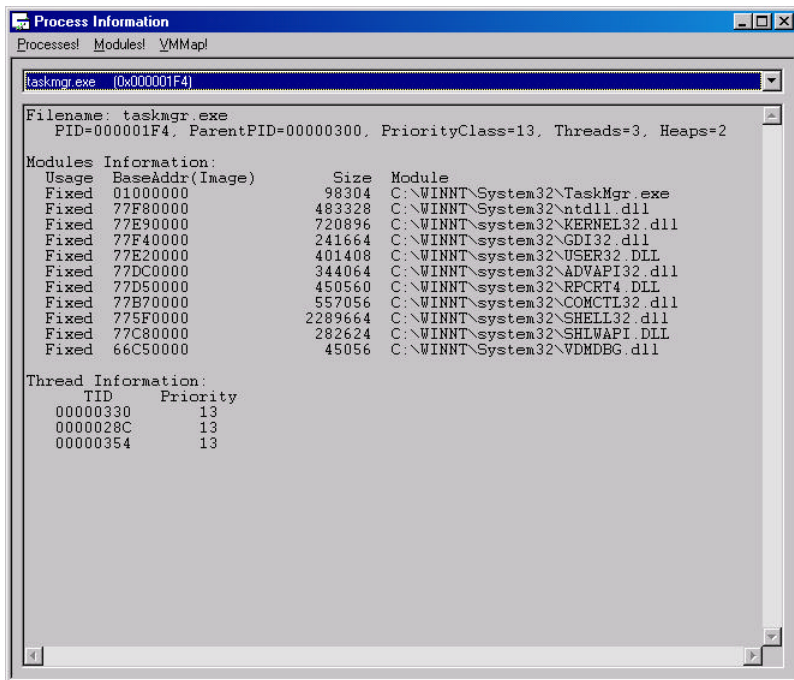 Process Information
Processes! Modules! VMMap!
taskmgr.exe (0x000001F4)
Filename: taskmgr.exe
PID=000001F4, ParentPID=00000300, PriorityClass=13, Threads=3, Heaps=2
Modules Information:
Usage BaseAddr(Image) Size Module
Fixed 01000000 98304 C:\WINNT\System32\TaskMgr.exe
Fixed 77F80000 483328 C:\WINNT\System32\ntdll.dll
Fixed 77E90000 720896 C:\WINNT\system32\KERNEL32.dll
Fixed 77F40000 241664 C:\WINNT\system32\GDI32.dll
Fixed 77E20000 401408 C:\WINNT\system32\USER32.DLL
Fixed 77DC0000 344064 C:\WINNT\system32\ADVAPI32.dll
Fixed 77D50000 450560 C:\WINNT\system32\RPCRT4.DLL
Fixed 77B70000 557056 C:\WINNT\system32\COMCTL32.dll
Fixed 775F0000 2289664 C:\WINNT\system32\SHELL32.dll
Fixed 77C80000 282624 C:\WINNT\system32\SHLWAPI.DLL
Fixed 66C50000 45056 C:\WINNT\System32\VDMDBG.dll
Thread Information:
TID Priority
00000330 13
0000028C 13
00000354 13